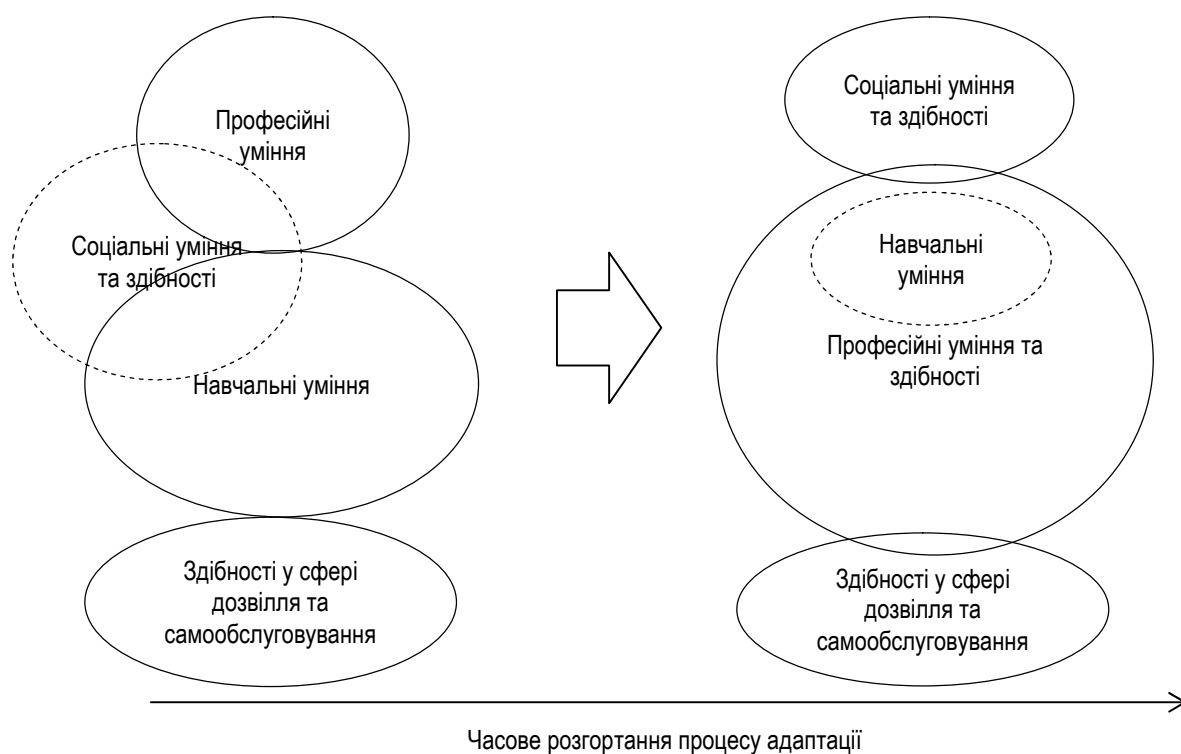 Професійні
уміння
Соціальні уміння
та здібності
Навчальні уміння
Здібності у сфері
дозвілля та
самообслуговування
Соціальні уміння
та здібності
Навчальні
уміння
Професійні уміння та
здібності
Здібності у сфері
дозвілля та
самообслуговування
Часове розгортання процесу адаптації